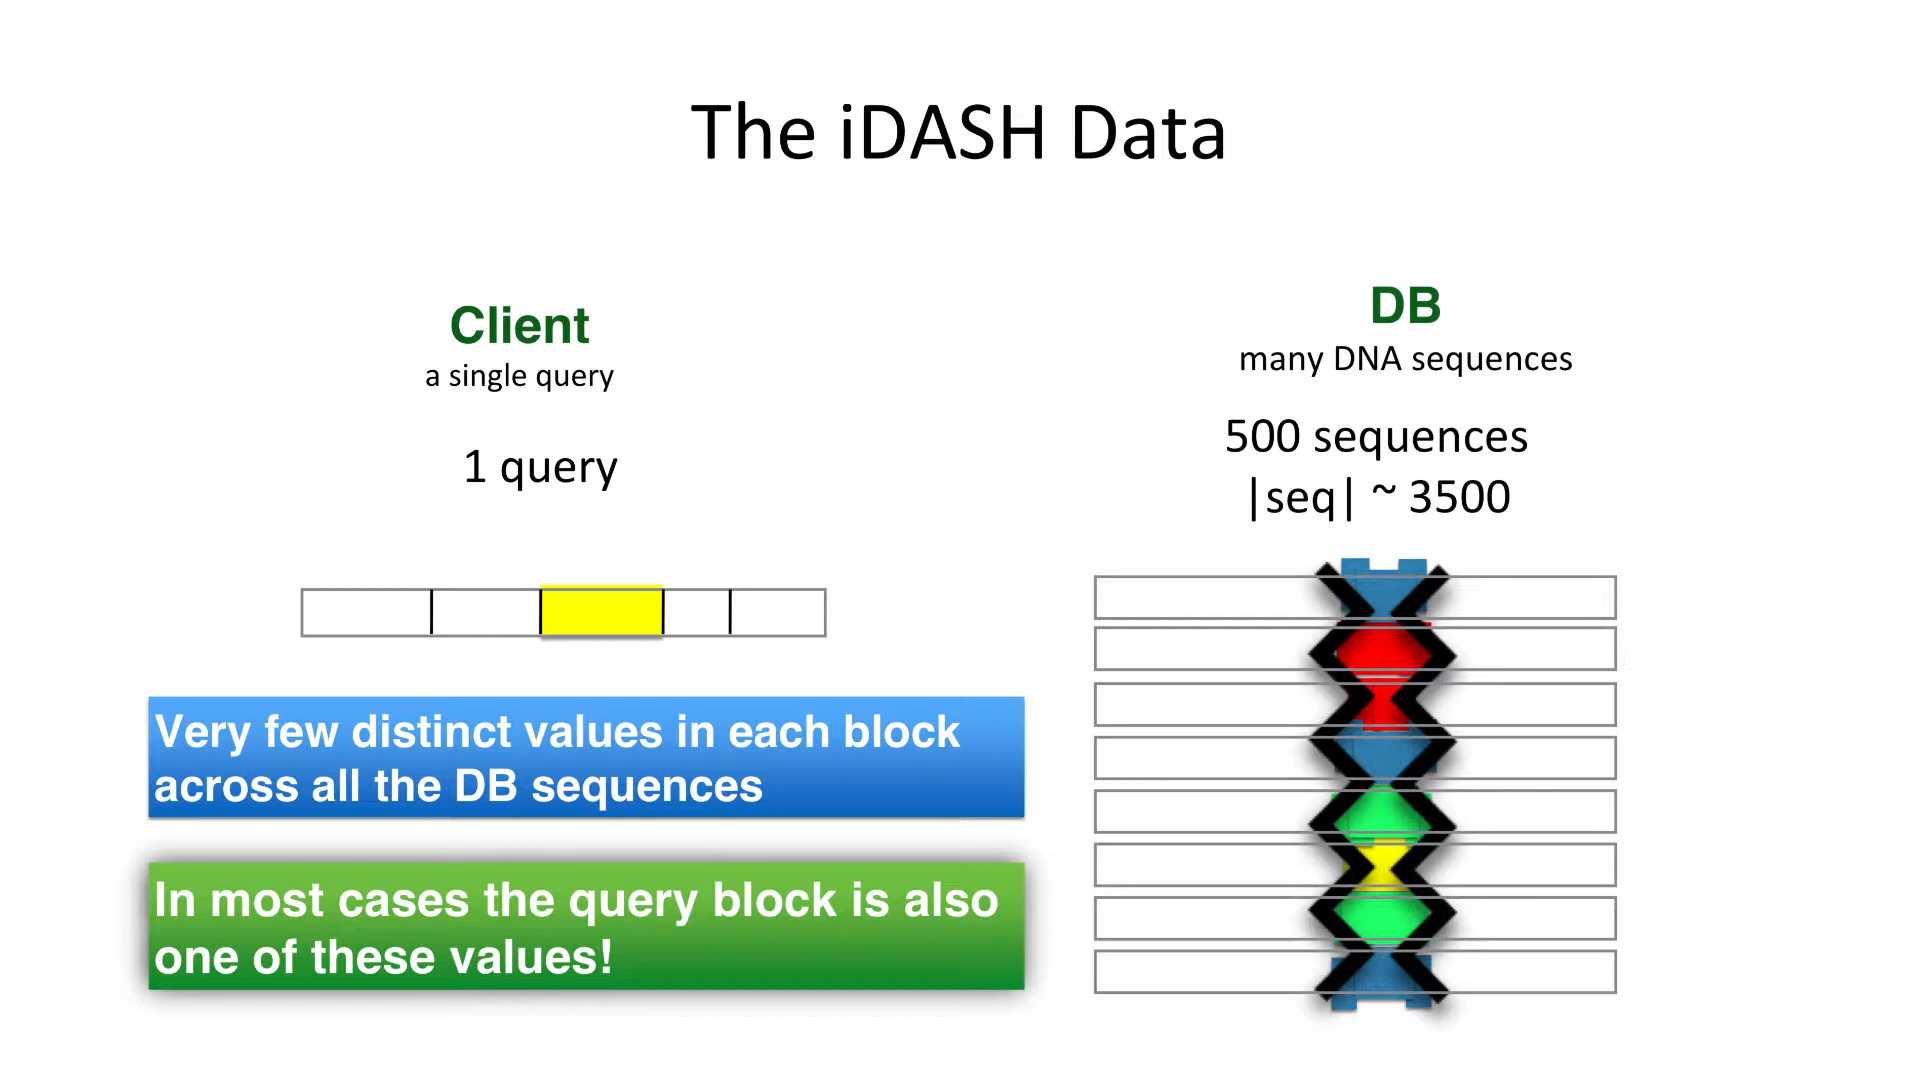 The iDASH Data
Client
a single query
1 query
DB
many DNA sequences
500 sequences
|seq| ~ 3500
Very few distinct values in each block
across all the DB sequences
In most cases the query block is also
one of these values!